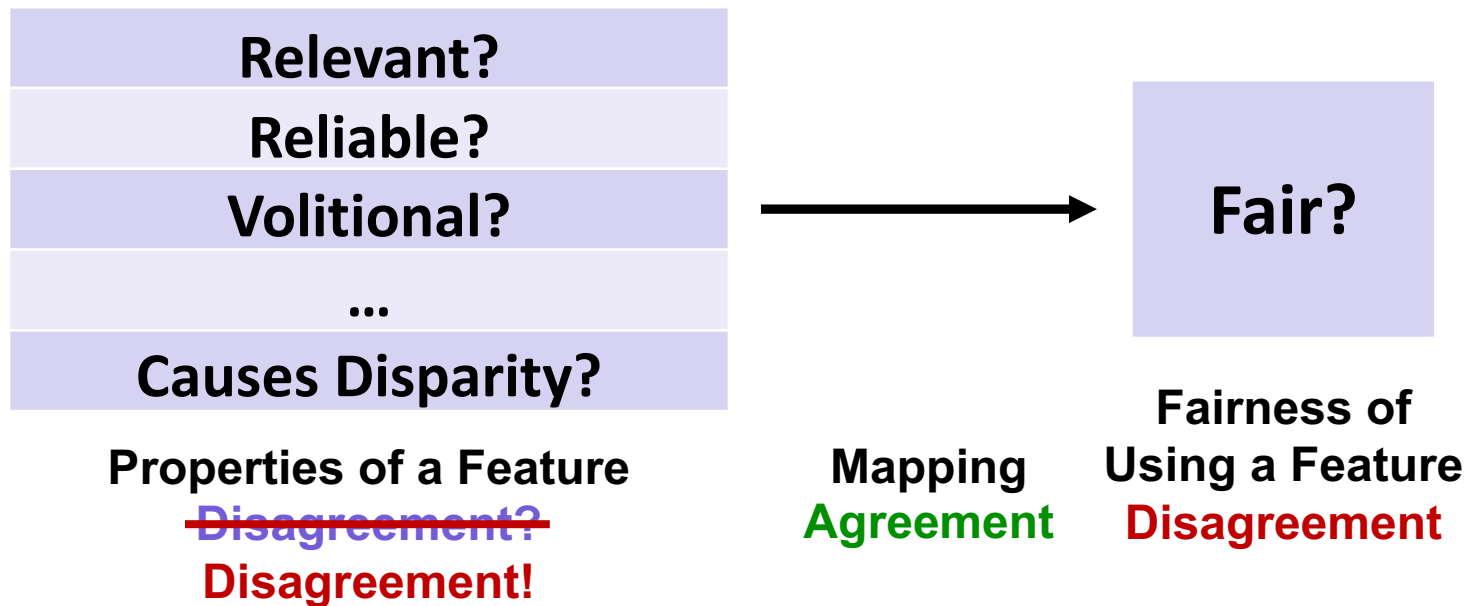 Relevant?
Reliable?
Volitional?
...
Causes Disparity?
Properties of a Feature
Disagreement?
Disagreement!
Mapping
Agreement
Fair?
Fairness of
Using a Feature
Disagreement